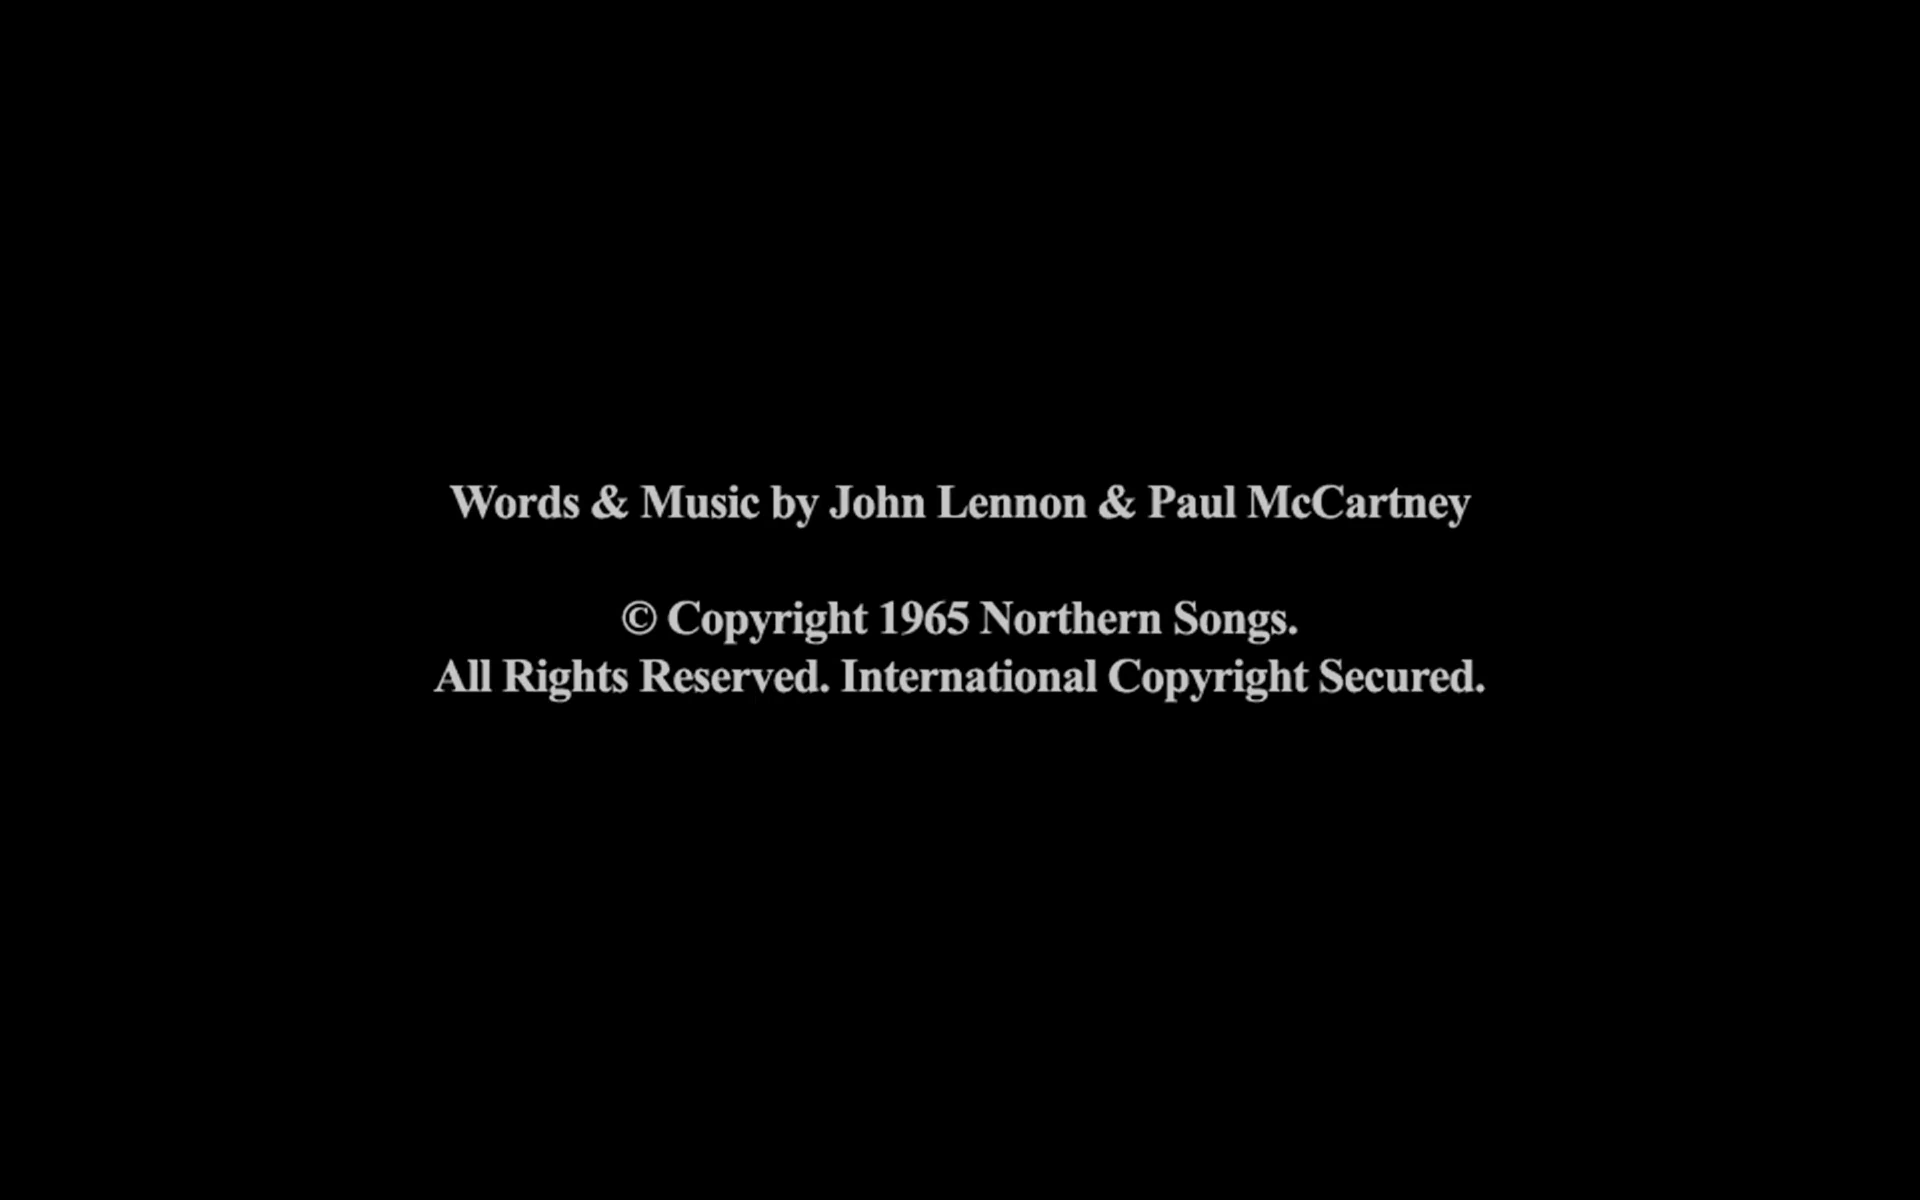 Words & Music by John Lennon & Paul McCartney
© Copyright 1965 Northern Songs.
All Rights Reserved. International Copyright Secured.